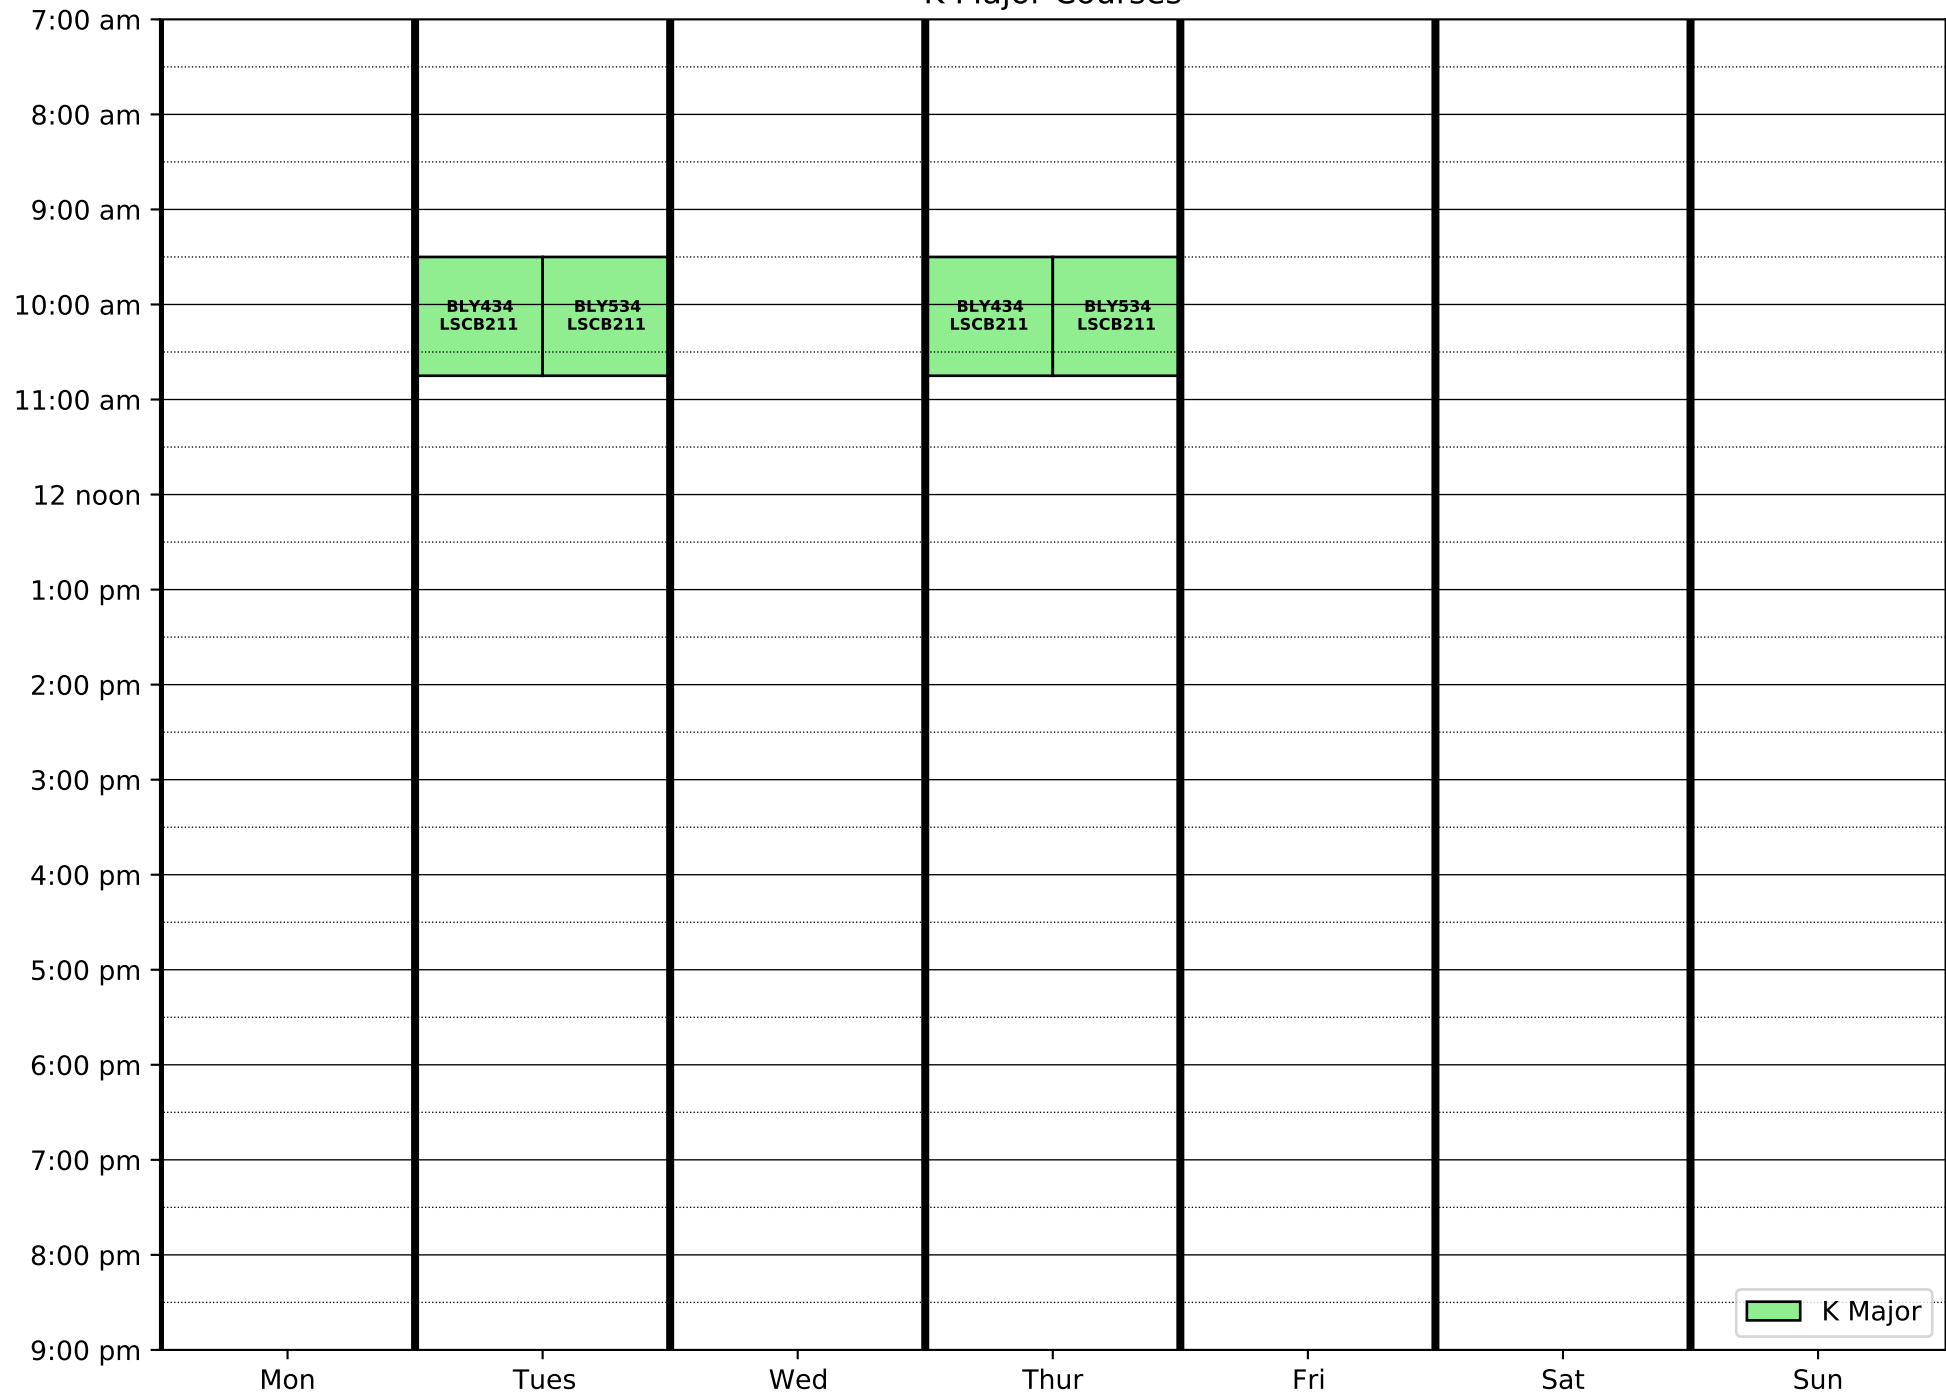 K Major Courses
7:00 am
8:00 am
9:00 am
10:00 am
11:00 am
12 noon
1:00 pm
2:00 pm
3:00 pm
4:00 pm
5:00 pm
6:00 pm
7:00 pm
8:00 pm
9:00 pm
BLY434
LSCB211
BLY534
LSCB211
BLY434
LSCB211
BLY534
LSCB211
K Major
Mon
Tues
Wed
Thur
Fri
Sat
Sun